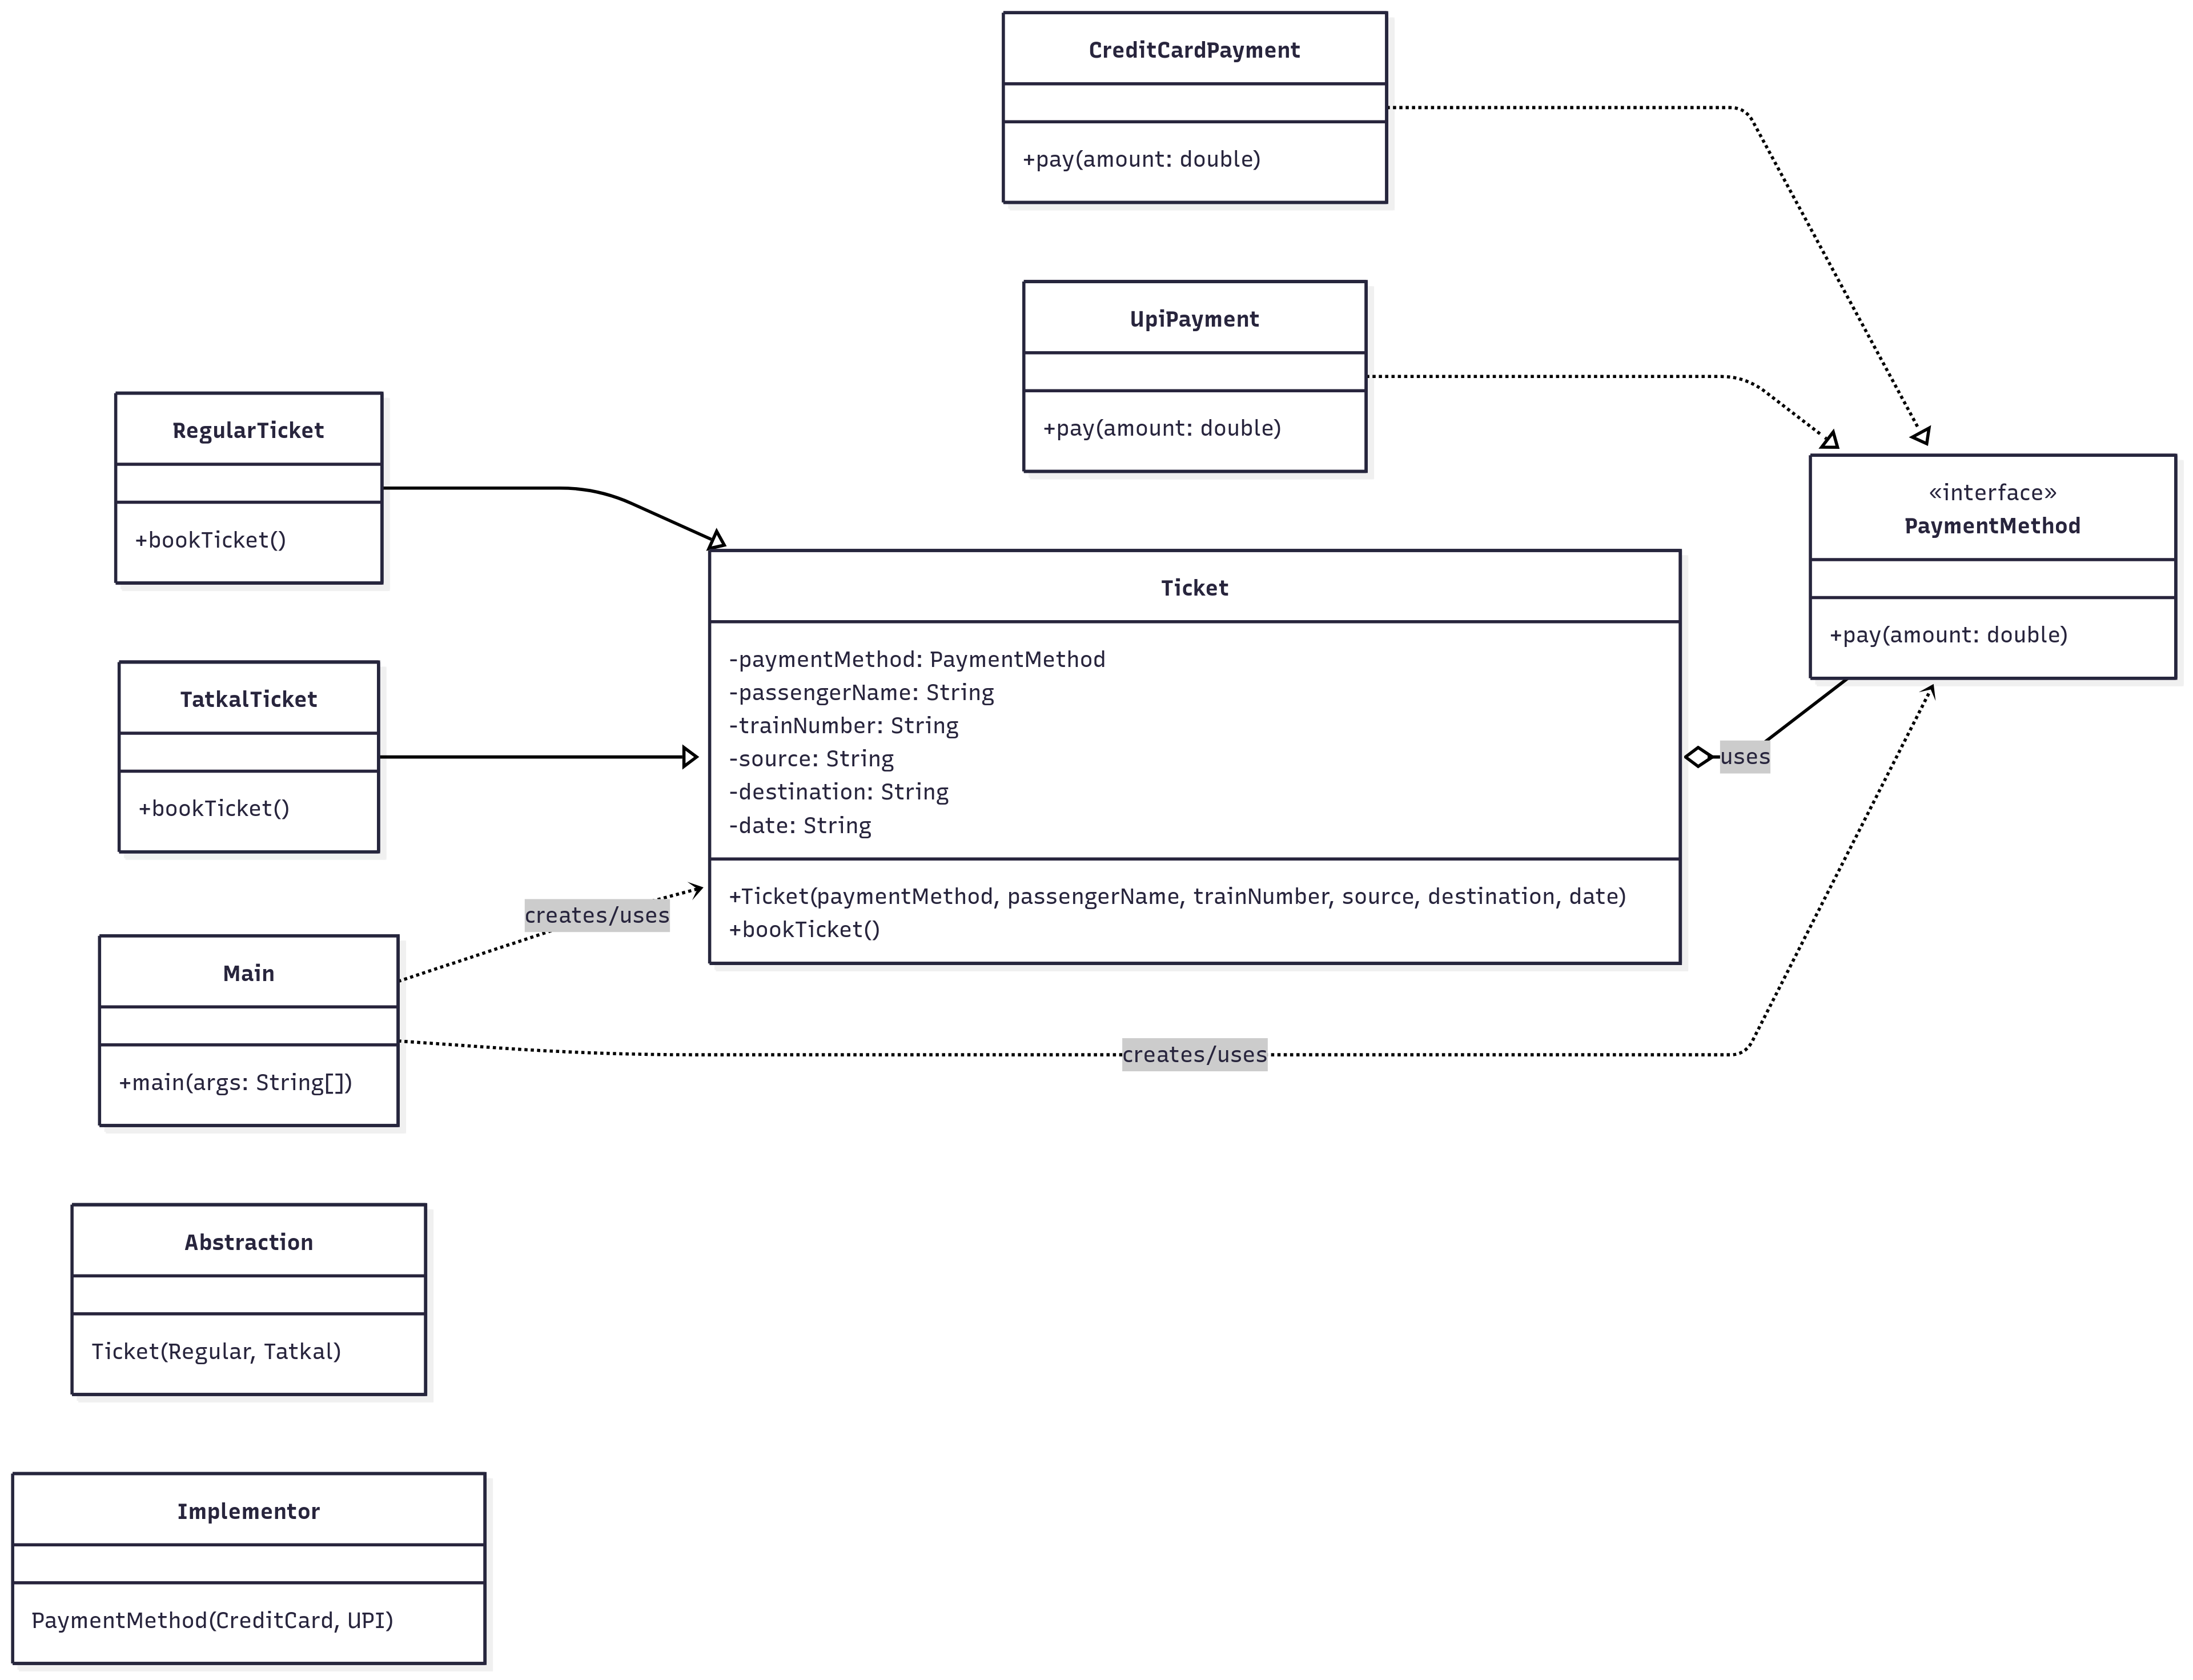 CreditCardPayment
+pay(amount: double)
UpiPayment
+pay(amount: double)
RegularTicket
+bookTicket()
«interface»
PaymentMethod
+pay(amount: double)
Ticket
-paymentMethod: PaymentMethod
-passengerName: String
-trainNumber: String
-source: String
-destination: String
-date: String
+Ticket(paymentMethod, passengerName, trainNumber, source, destination, date)
+bookTicket()
uses
TatkalTicket
+bookTicket()
creates/uses
Main
+main(args: String[])
creates/uses
Abstraction
Ticket(Regular, Tatkal)
Implementor
PaymentMethod(CreditCard, UPI)